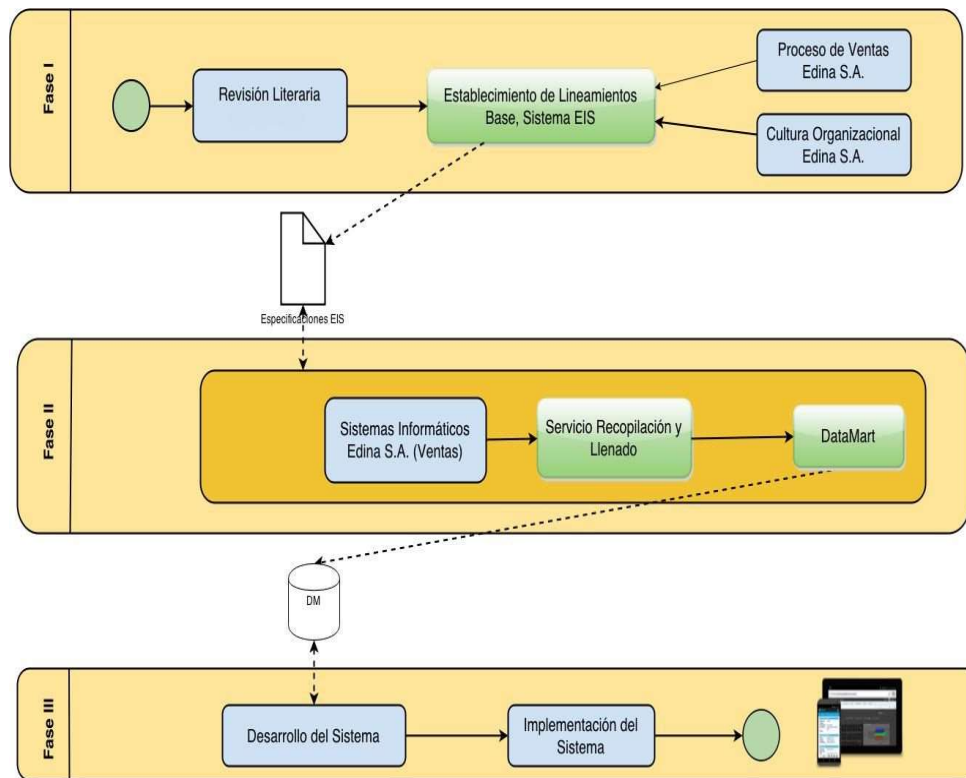 Fase I
Revisión Literaria
Establecimiento de Lineamientos
Base, Sistema EIS
Proceso de Ventas
Edina S.A.
Cultura Organizacional
Edina S.A.
Especificaciones EIS
Fase II
Sistemas Informáticos
Edina S.A. (Ventas)
Servicio Recopilación y
Llenado
DataMart
DM
Fase III
Desarrollo del Sistema
Implementación del
Sistema